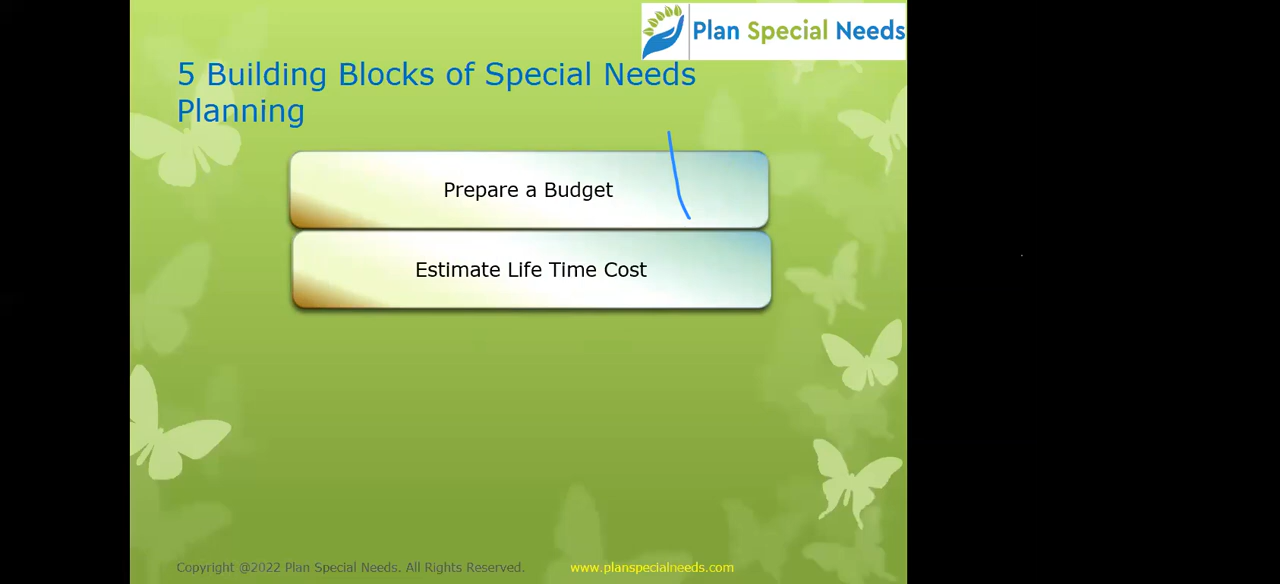 Plan Special Needs
5 Building Blocks of Special Needs
Planning
Prepare a Budget
Estimate Life Time Cost
Copyright @2022 Plan Special Needs. All Rights Reserved.
www.planspecialneeds.com